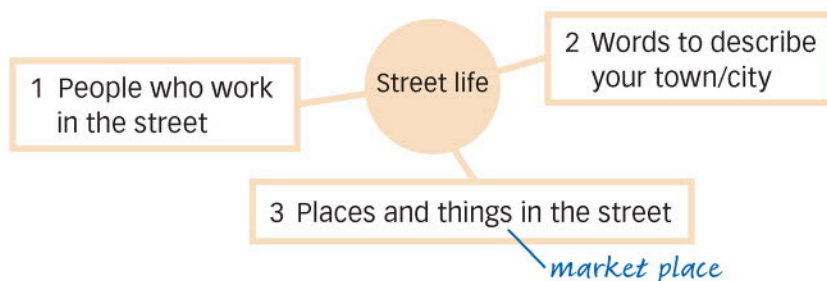 Street life
1 People who work
in the street
2 Words to describe
your town/city
3 Places and things in the street
market place